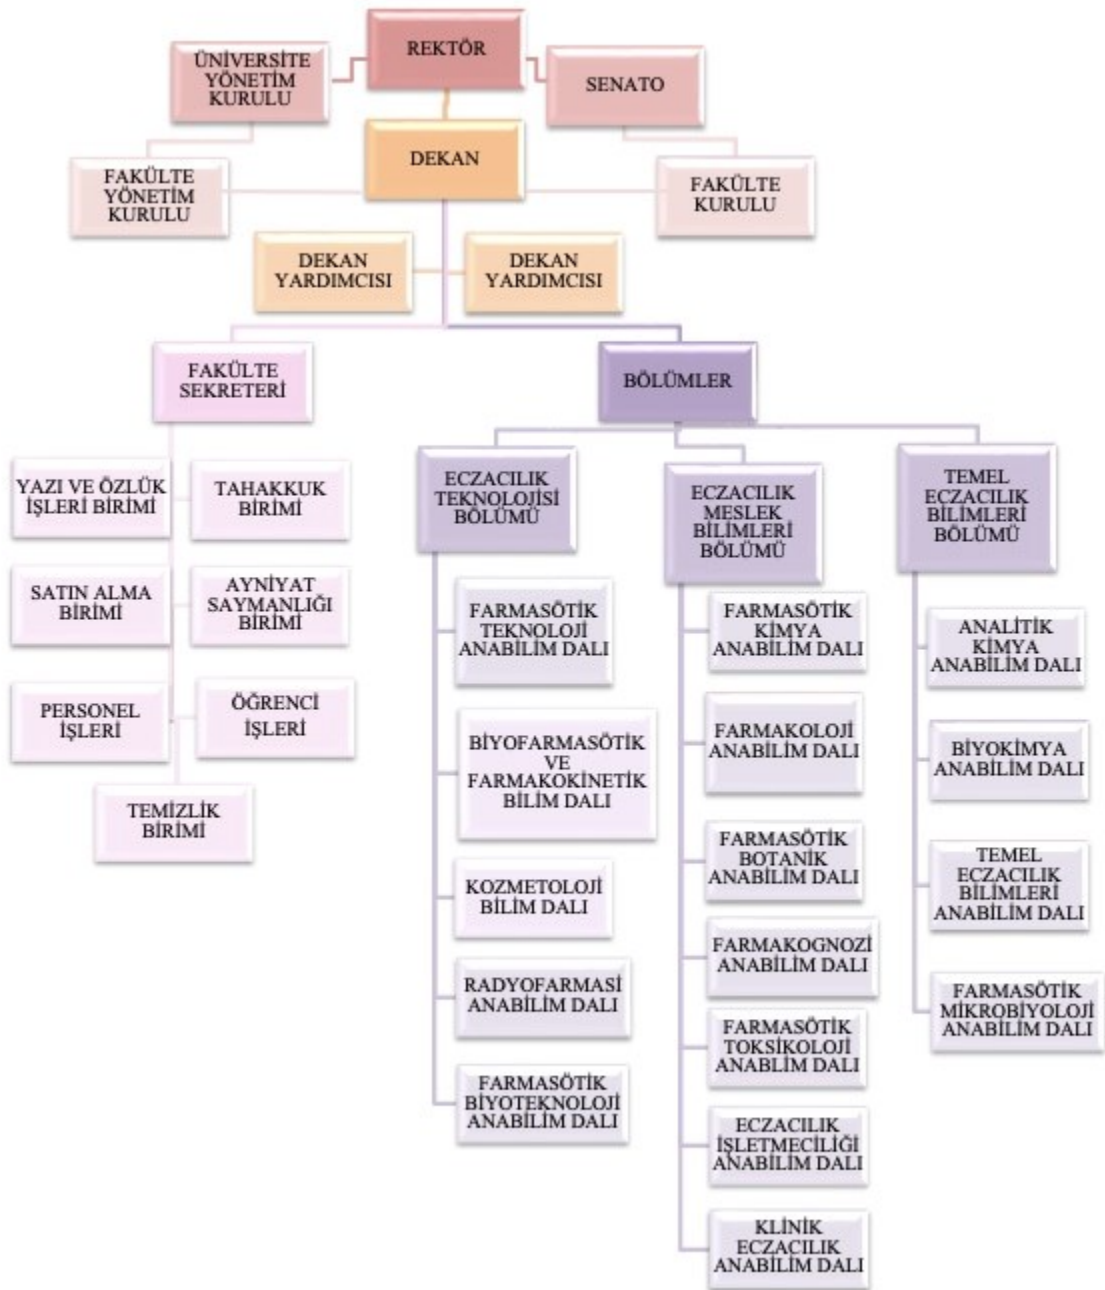 REKTÖR
ÜNİVERSİTE
YÖNETİM
KURULU
SENATO
DEKAN
FAKÜLTE
YÖNETİM
KURULU
FAKÜLTE
KURULU
DEKAN
YARDIMCISI
DEKAN
YARDIMCISI
FAKÜLTE
SEKRETERİ
BÖLÜMLER
YAZI VE ÖZLÜK
İŞLERİ BİRİMİ
TAHAKKUK
BİRİMİ
SATIN ALMA
BİRİMİ
AYNİYAT
SAYMANLIĞI
BİRİMİ
PERSONEL
İŞLERİ
ÖĞRENCİ
İŞLERİ
TEMİZLİK
BİRİMİ
ECZACILIK
TEKNOLOJİSİ
BÖLÜMÜ
FARMASÖTİK
TEKNOLOJİ
ANABİLİM DALI
BİYOFARMASÖTİK
VE
FARMAKOKİNETİK
BİLİM DALI
KOZMETOLOJİ
BİLİM DALI
RADYOFARMASİ
ANABİLİM DALI
FARMASÖTİK
BİYOTEKNOLOJİ
ANABİLİM DALI
ECZACILIK
MESLEK
BİLİMLERİ
BÖLÜMÜ
FARMASÖTİK
KİMYA
ANABİLİM DALI
FARMAKOLOJİ
ANABİLİM DALI
FARMASÖTİK
BOTANİK
ANABİLİM DALI
FARMAKOGNOZİ
ANABİLİM DALI
FARMASÖTİK
TOKSİKOLOJİ
ANABLİM DALI
ECZACILIK
İŞLETMECİLİĞİ
ANABİLİM DALI
KLİNİK
ECZACILIK
ANABİLİM DALI
TEMEL
ECZACILIK
BİLİMLERİ
BÖLÜMÜ
ANALİTİK
KİMYA
ANABİLİM DALI
BİYOKİMYA
ANABİLİM DALI
TEMEL
ECZACILIK
BİLİMLERİ
ANABİLİM DALI
FARMASÖTİK
MİKROBİYOLOJİ
ANABİLİM DALI